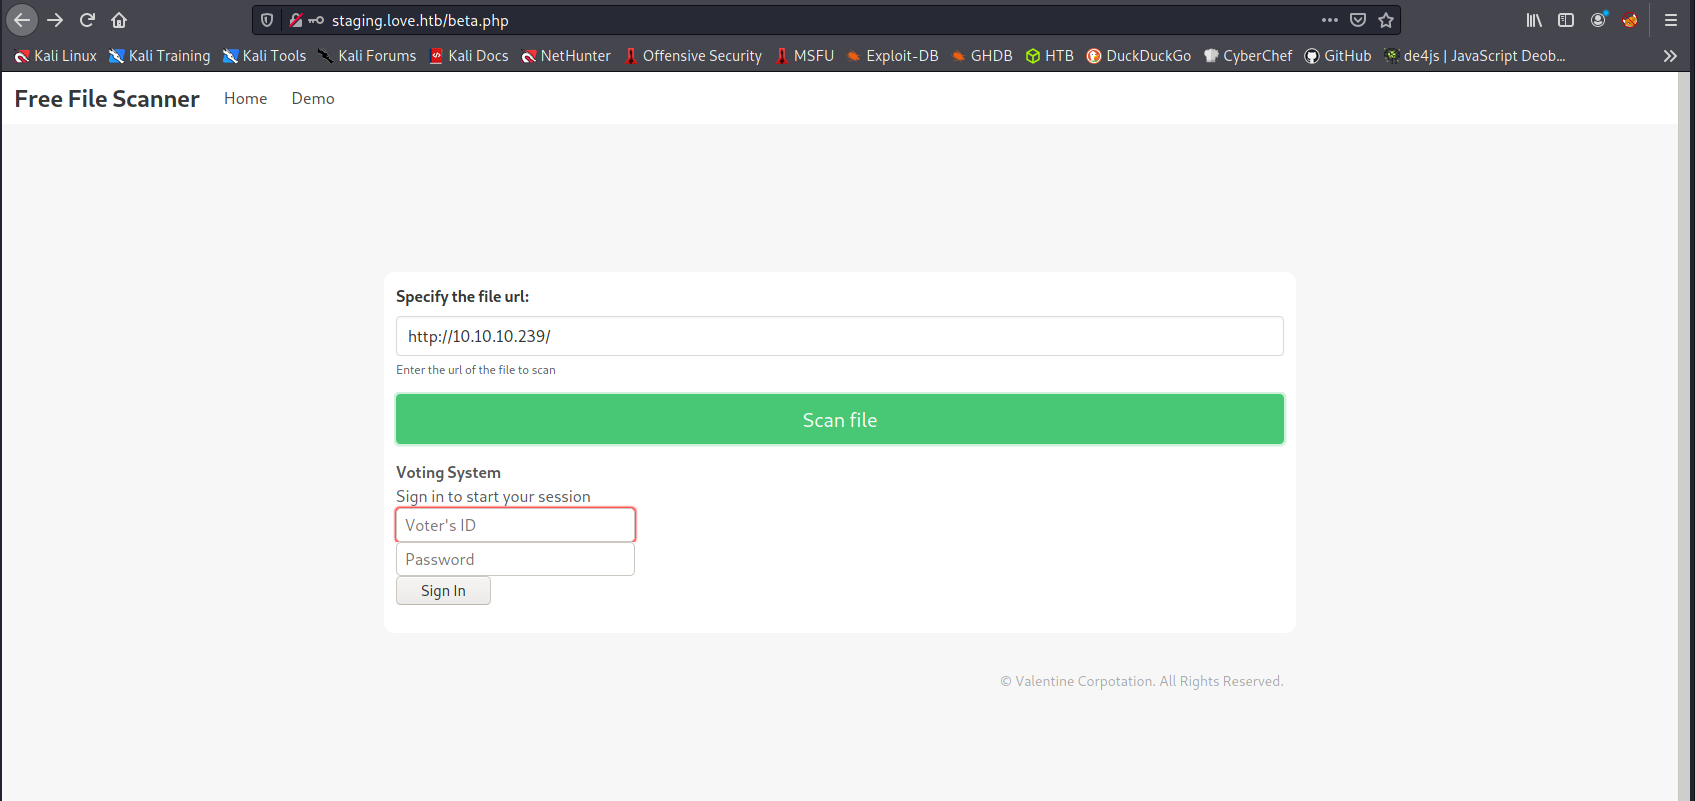 staging.love.htb/beta.php
Kali Linux Kali Training Kali Tools Kali Forums Kali Docs NetHunter Offensive Security MSFU Exploit-DB GHDB HTB DuckDuckGo CyberChef GitHub de4js | JavaScript Deob...
Free File Scanner Home Demo
Specify the file url:
http://10.10.10.239/
Enter the url of the file to scan
Scan file
Voting System
Sign in to start your session
Voter's ID
Password
Sign In
© Valentine Corpotation. All Rights Reserved.